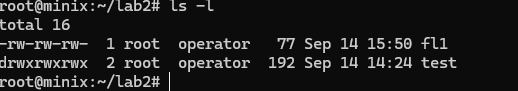 root@minix:~/lab2# ls -l
total 16
-rw-rw-rw-  1 root  operator   77 Sep 14 15:50 fl1
drwxrwxrwx  2 root  operator  192 Sep 14 14:24 test
root@minix:~/lab2#